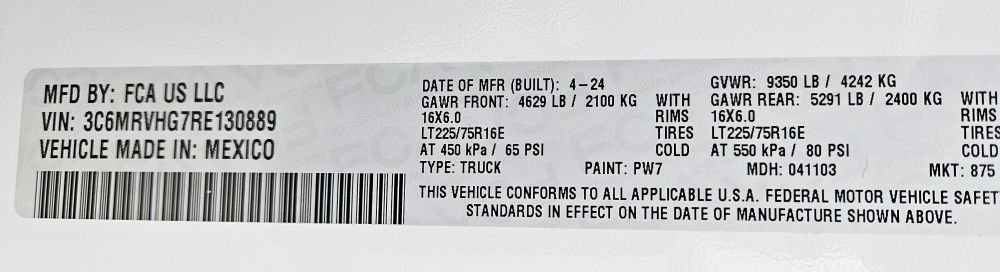 MFD BY: FCA US LLC
VIN: 3C6MRVHG7RE130889
VEHICLE MADE IN: MEXICO
DATE OF MFR (BUILT): 4-24 GVWR: 9350 LB / 4242 KG
GAWR FRONT: 4629 LB / 2100 KG WITH GAWR REAR: 5291 LB / 2400 KG WITH
16X6.0 RIMS 16X6.0 RIMS
LT225/75R16E TIRES LT225/75R16E TIRES
AT 450 kPa / 65 PSI COLD AT 550 kPa / 80 PSI COLD
TYPE: TRUCK PAINT: PW7 MDH: 041103 MKT: 875
THIS VEHICLE CONFORMS TO ALL APPLICABLE U.S.A. FEDERAL MOTOR VEHICLE SAFET
STANDARDS IN EFFECT ON THE DATE OF MANUFACTURE SHOWN ABOVE.